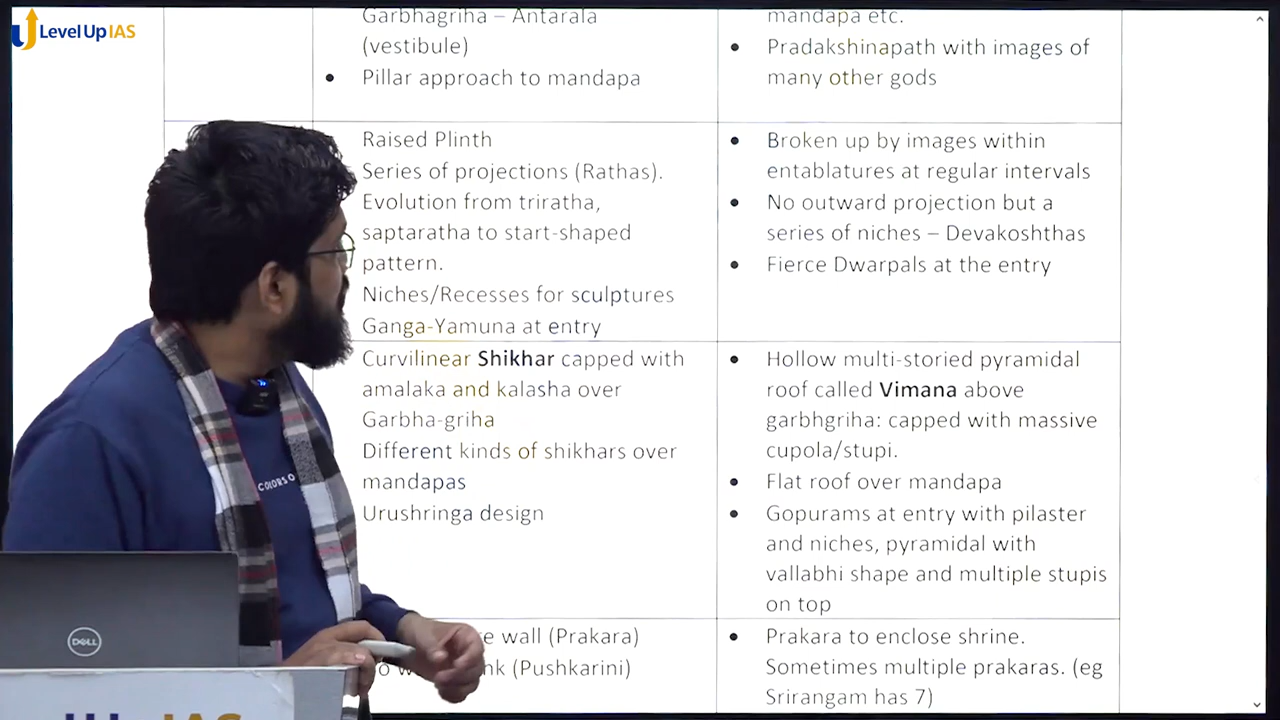 Level Up IAS
Garbhagriha – Antarala
(vestibule)
• Pillar approach to mandapa
mandapa etc.
• Pradakshinapath with images of
many other gods
Raised Plinth
Series of projections (Rathas).
Evolution from triratha,
saptaratha to start-shaped
pattern.
Niches/Recesses for sculptures
Ganga-Yamuna at entry
• Broken up by images within
entablatures at regular intervals
• No outward projection but a
series of niches – Devakoshthas
• Fierce Dwarpals at the entry
Curvilinear Shikhar capped with
amalaka and kalasha over
Garbha-griha
Different kinds of shikhars over
mandapas
Urushringa design
• Hollow multi-storied pyramidal
roof called Vimana above
garbhgriha: capped with massive
cupola/stupi.
• Flat roof over mandapa
• Gopurams at entry with pilaster
and niches, pyramidal with
vallabhi shape and multiple stupis
on top
wall (Prakara)
(Pushkarini)
• Prakara to enclose shrine.
Sometimes multiple prakaras. (eg
Srirangam has 7)
COLORS O
DELL
IAS